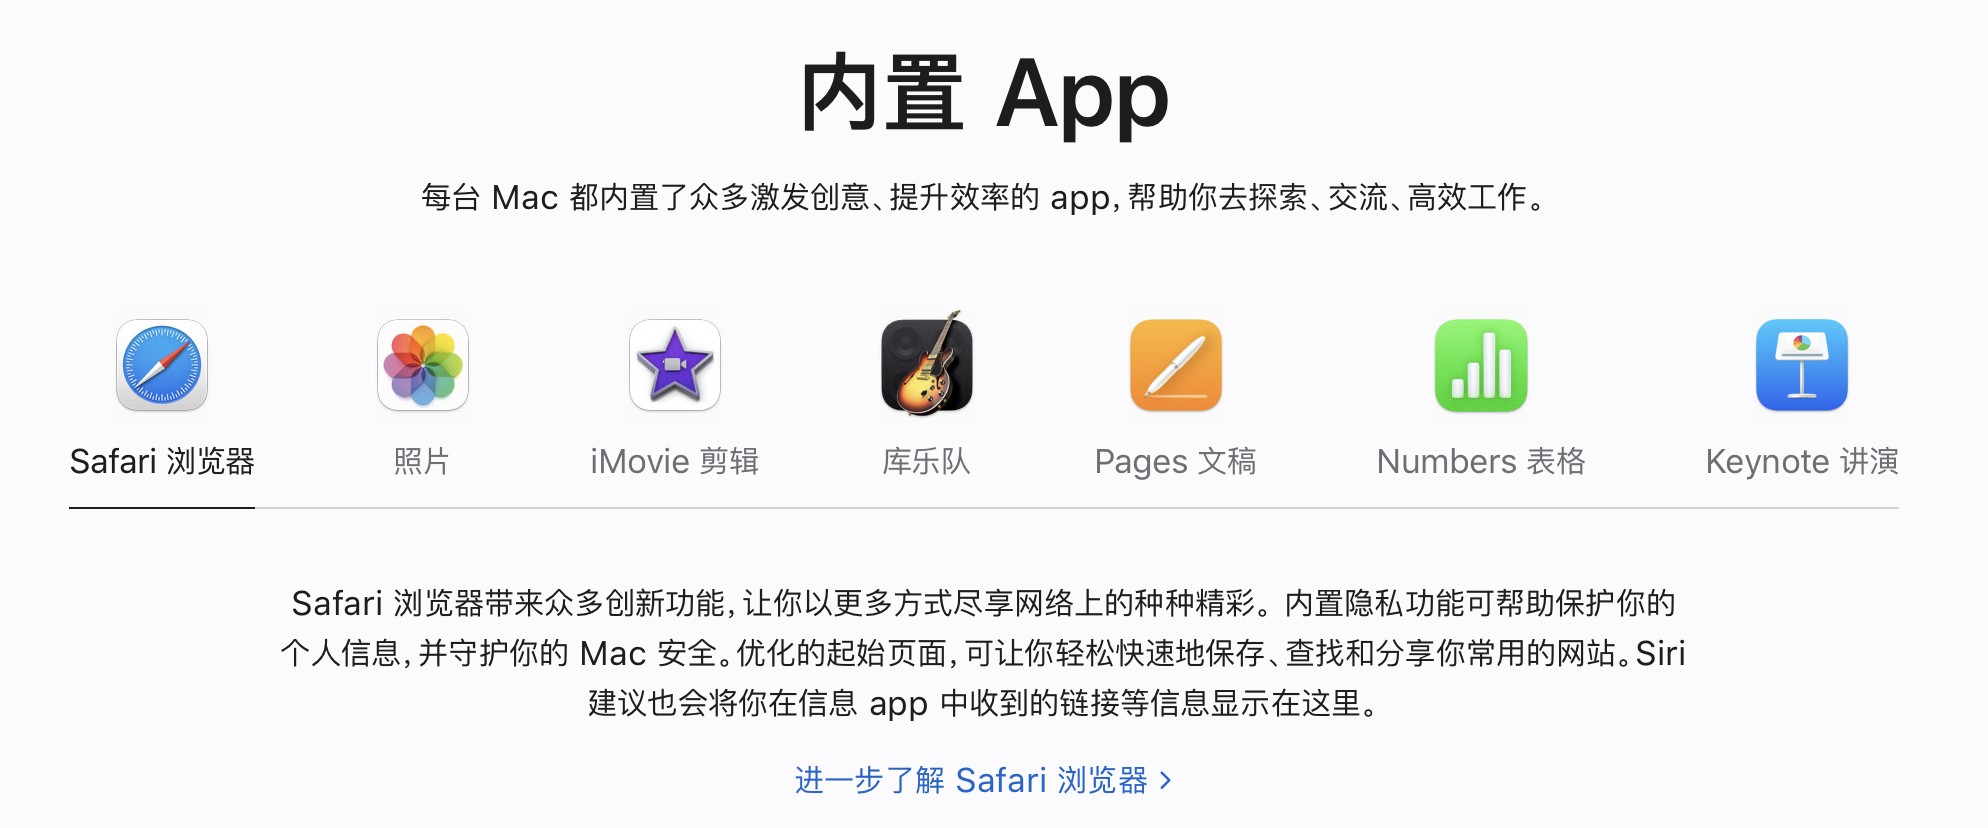 内置 App
每台 Mac 都内置了众多激发创意、提升效率的 app，帮助你去探索、交流、高效工作。
Safari 浏览器
照片
iMovie 剪辑
库乐队
Pages 文稿
Numbers 表格
Keynote 讲演
Safari 浏览器带来众多创新功能，让你以更多方式尽享网络上的种种精彩。内置隐私功能可帮助保护你的
个人信息，并守护你的 Mac 安全。优化的起始页面，可让你轻松快速地保存、查找和分享你常用的网站。Siri
建议也会将你在信息 app 中收到的链接等信息显示在这里。
进一步了解 Safari 浏览器 >